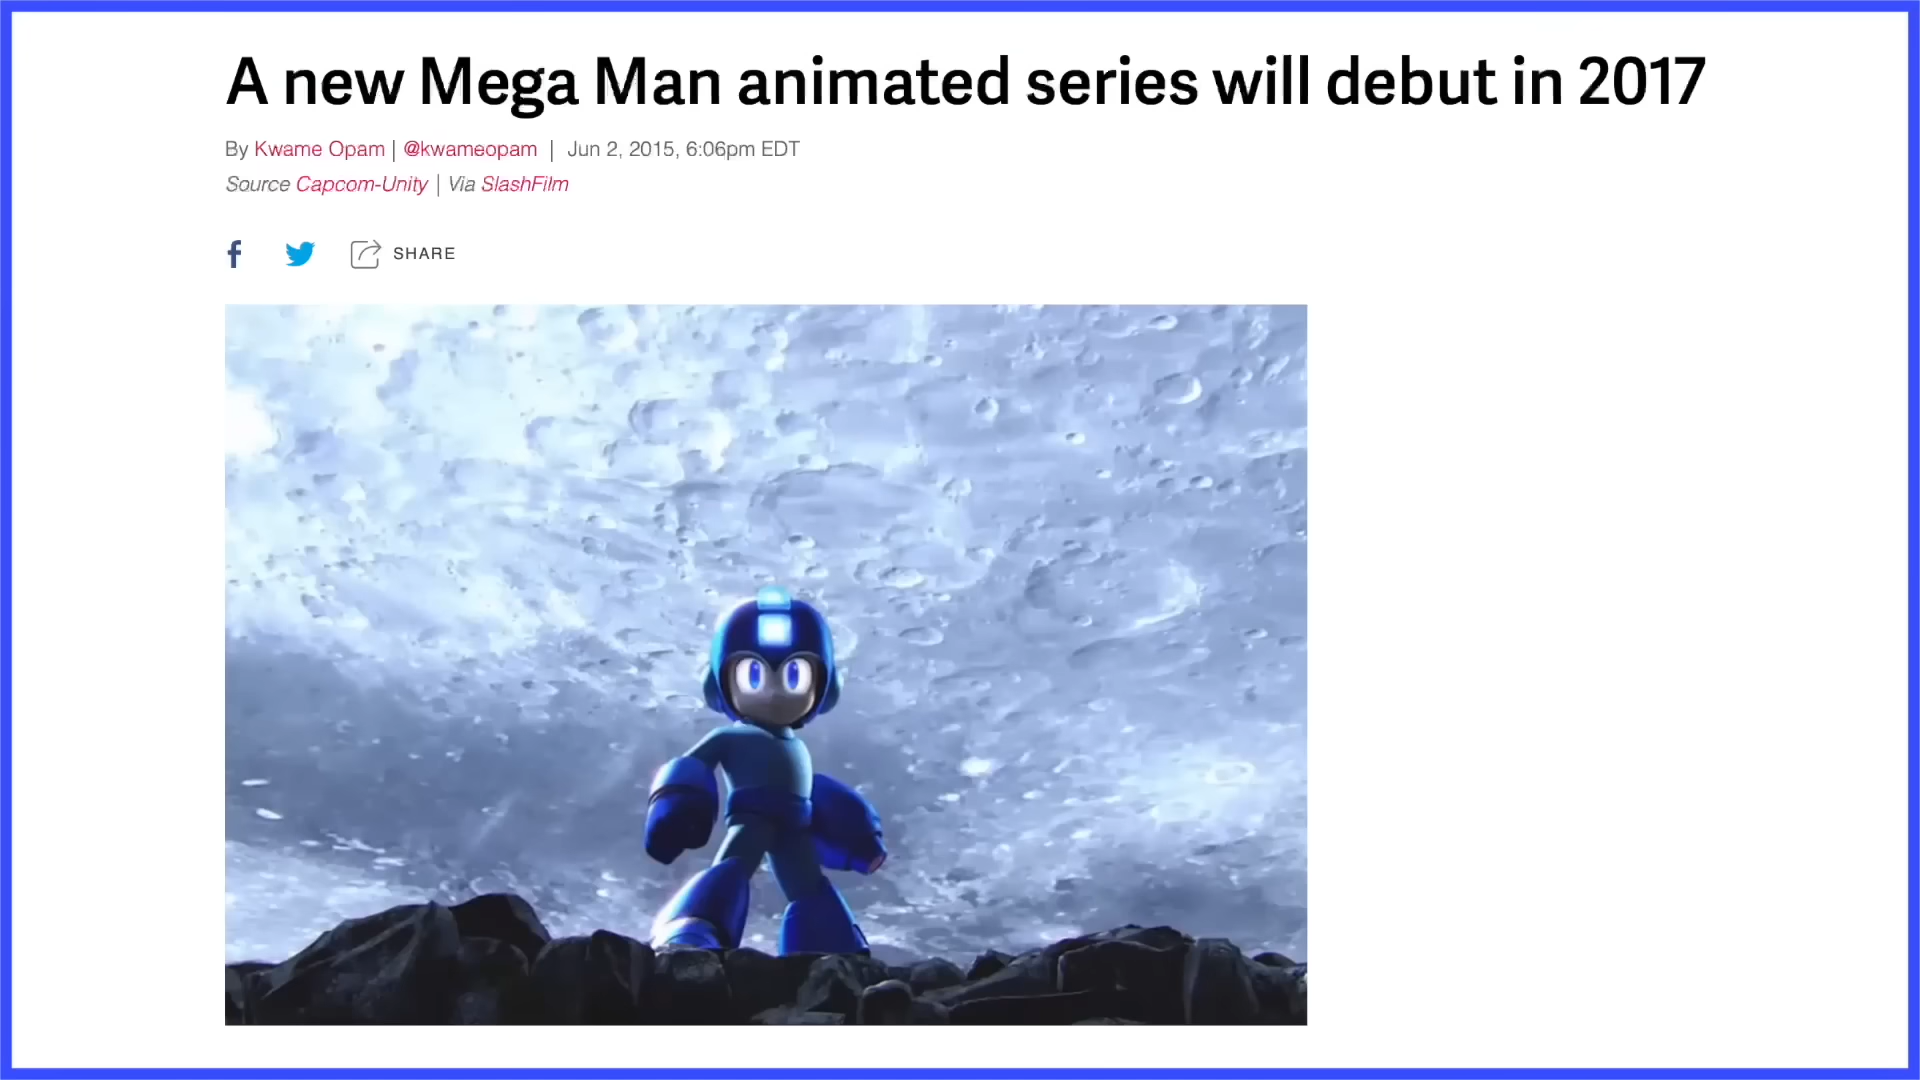 A new Mega Man animated series will debut in 2017
By Kwame Opam | @kwameopam | Jun 2, 2015, 6:06pm EDT
Source Capcom-Unity | Via SlashFilm
SHARE